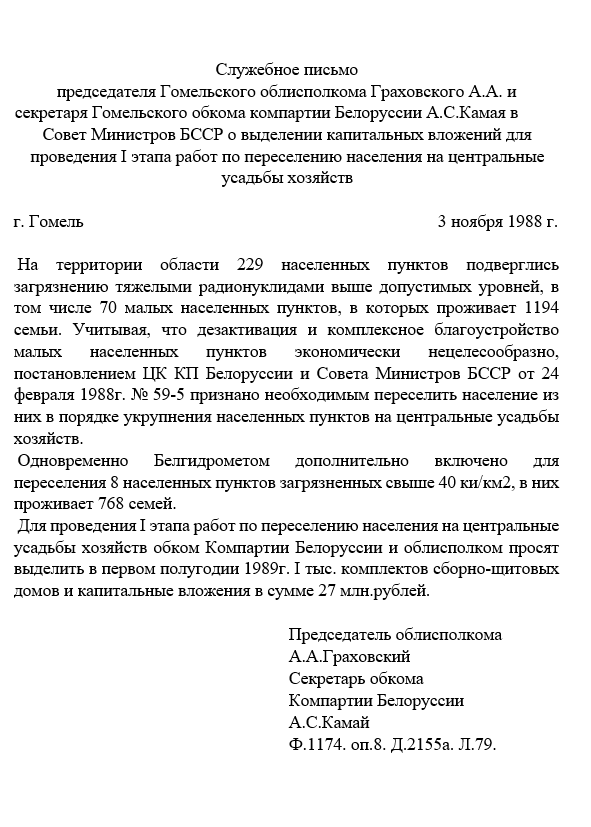 Служебное письмо
председателя Гомельского облисполкома Граховского А.А. и
секретаря Гомельского обкома компартии Белоруссии А.С.Камая в
Совет Министров БССР о выделении капитальных вложений для
проведения I этапа работ по переселению населения на центральные
усадьбы хозяйств
г. Гомель 3 ноября 1988 г.
На территории области 229 населенных пунктов подверглись
загрязнению тяжелыми радионуклидами выше допустимых уровней, в
том числе 70 малых населенных пунктов, в которых проживает 1194
семьи. Учитывая, что дезактивация и комплексное благоустройство
малых населенных пунктов экономически нецелесообразно,
постановлением ЦК КП Белоруссии и Совета Министров БССР от 24
февраля 1988г. № 59-5 признано необходимым переселить население из
них в порядке укрупнения населенных пунктов на центральные усадьбы
хозяйств.
Одновременно Белгидрометом дополнительно включено для
переселения 8 населенных пунктов загрязненных свыше 40 ки/км2, в них
проживает 768 семей.
Для проведения I этапа работ по переселению населения на центральные
усадьбы хозяйств обком Компартии Белоруссии и облисполком просят
выделить в первом полугодии 1989г. I тыс. комплектов сборно-щитовых
домов и капитальные вложения в сумме 27 млн.рублей.
Председатель облисполкома
А.А.Граховский
Секретарь обкома
Компартии Белоруссии
А.С.Камай
Ф.1174. оп.8. Д.2155а. Л.79.